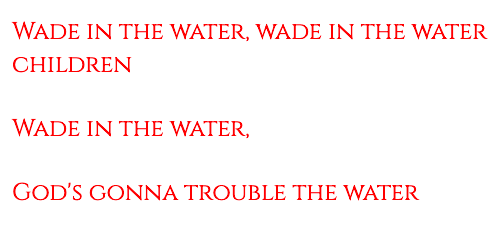 Wade in the water, wade in the water
children
Wade in the water,
God's gonna trouble the water